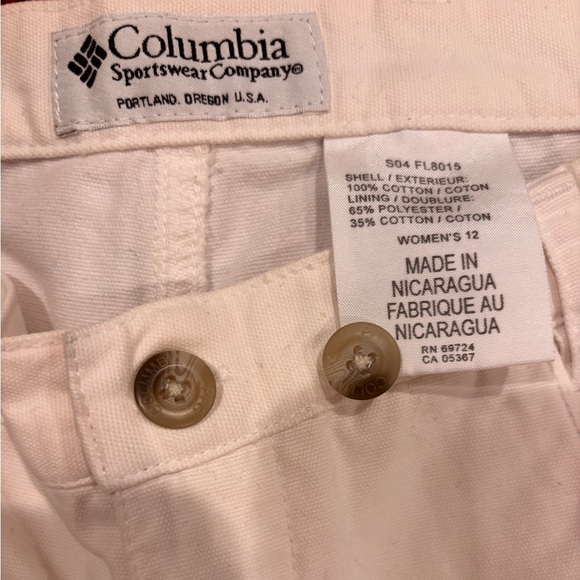 Columbia
Sportswear Company®
PORTLAND. OREGON U.S.A.
S04 FL8015
SHELL / EXTERIEUR:
100% COTTON / COTON
LINING / DOUBLURE:
65% POLYESTER /
35% COTTON / COTON
WOMEN'S 12
MADE IN
NICARAGUA
FABRIQUE AU
NICARAGUA
RN 69724
CA 05367